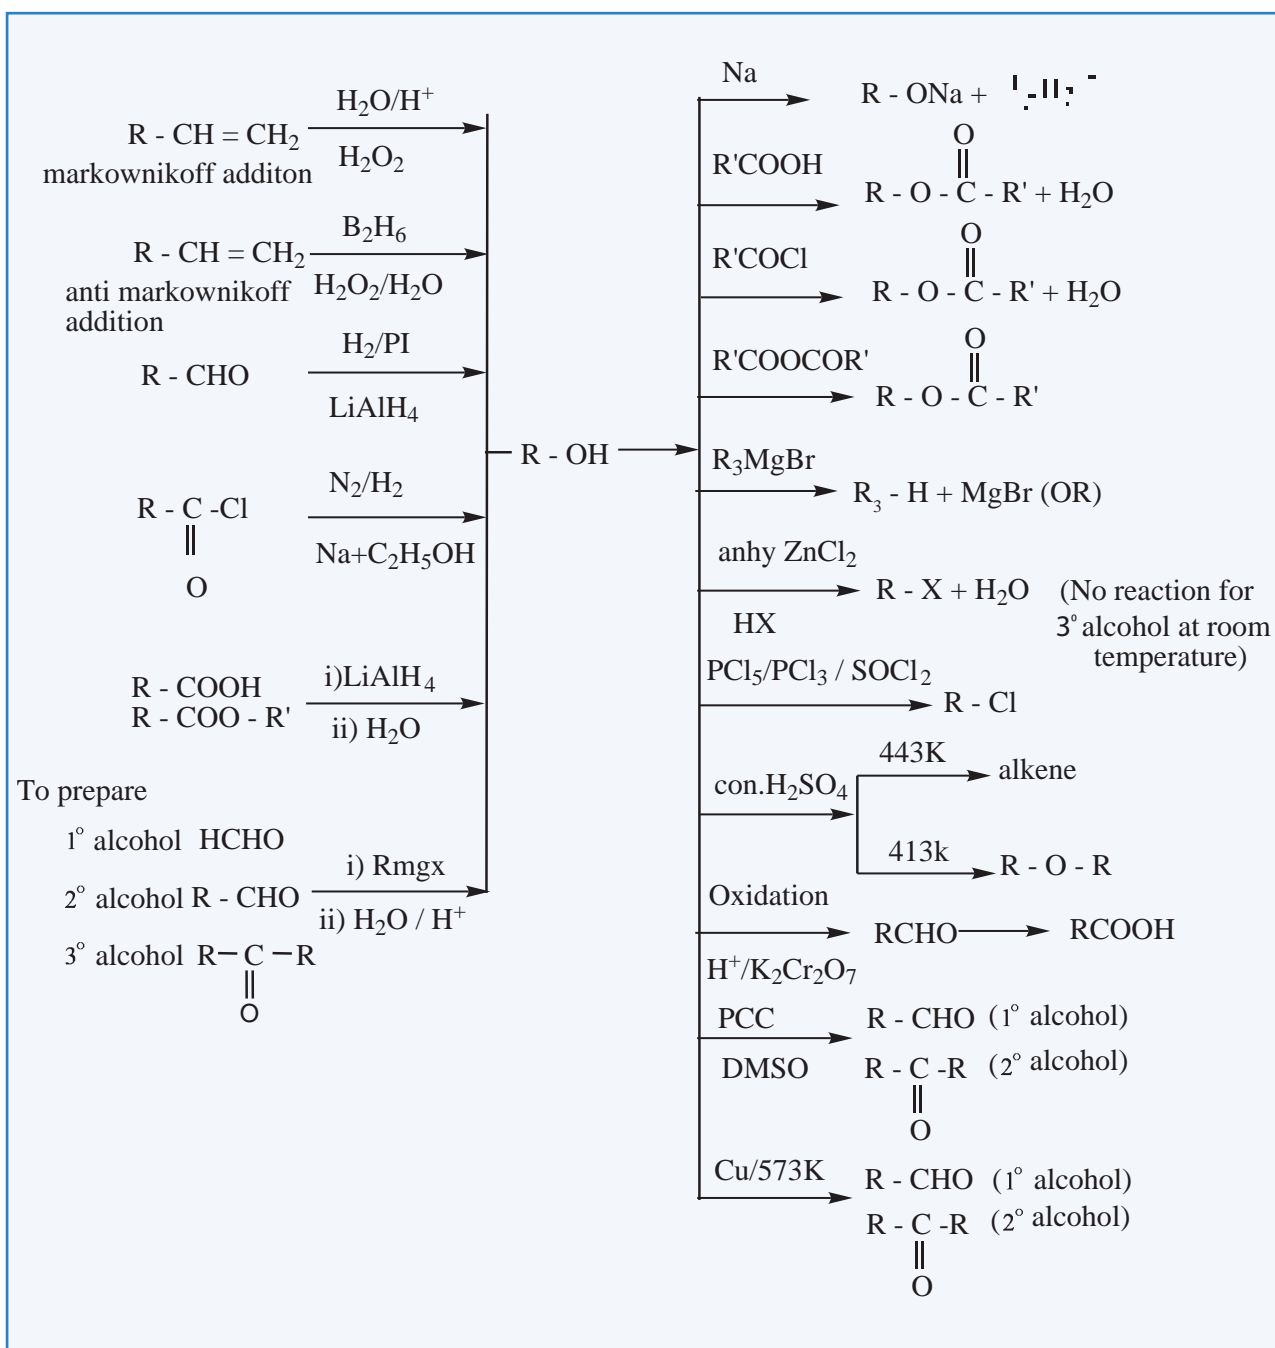 H₂O/H⁺
R - CH = CH₂
H₂O₂
markownikoff additon
B₂H₆
R - CH = CH₂
H₂O₂/H₂O
anti markownikoff
addition
H₂/PI
R - CHO
LiAlH₄
N₂/H₂
R - C -Cl
O
Na+C₂H₅OH
R - COOH
R - COO - R'
i)LiAlH₄
ii) H₂O
To prepare
1° alcohol HCHO
2° alcohol R - CHO
i) Rmgx
ii) H₂O / H⁺
3° alcohol R – C – R
O
R - OH
Na
R - ONa +
R'COOH
O
R - O - C - R' + H₂O
R'COCl
O
R - O - C - R' + H₂O
R'COOCOR'
O
R - O - C - R'
R₃MgBr
R₃ - H + MgBr (OR)
anhy ZnCl₂
HX
R - X + H₂O
(No reaction for
3° alcohol at room
temperature)
PCl₅/PCl₃ / SOCl₂
R - Cl
con.H₂SO₄
443K
alkene
413k
R - O - R
Oxidation
H⁺/K₂Cr₂O₇
RCHO
RCOOH
PCC
DMSO
R - CHO (1° alcohol)
R - C -R (2° alcohol)
O
Cu/573K
R - CHO (1° alcohol)
R - C -R (2° alcohol)
O